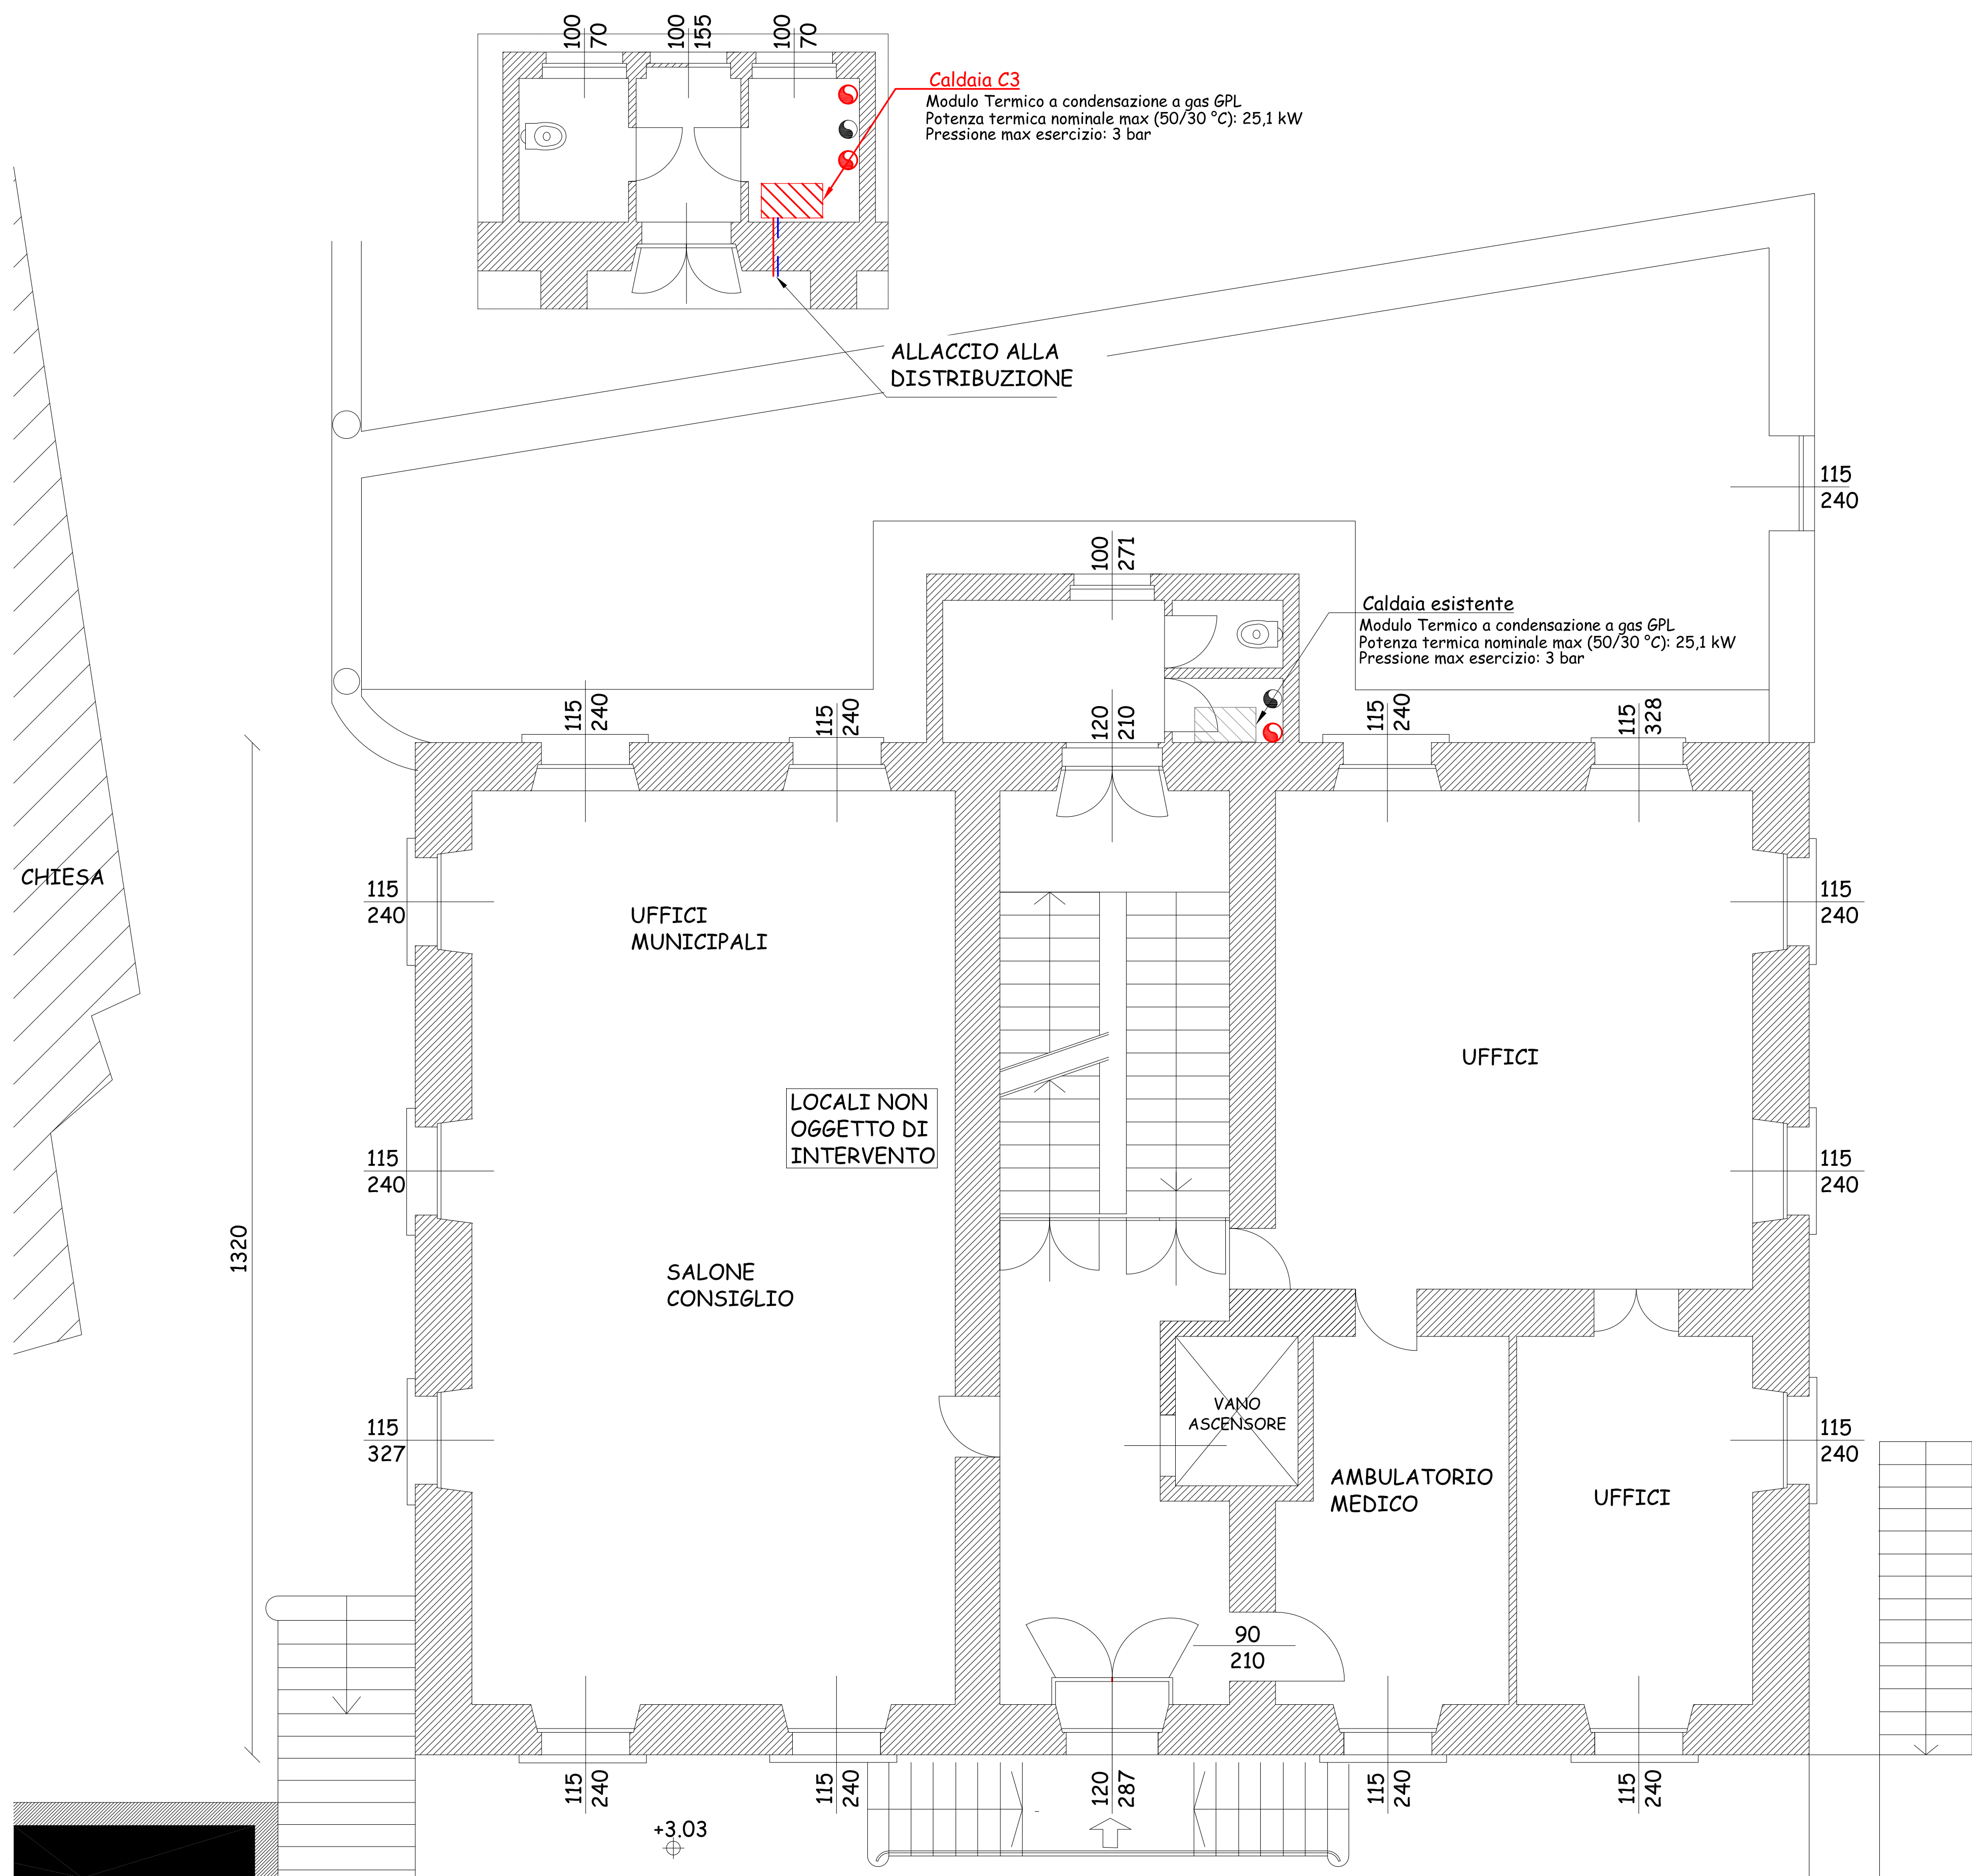 100
70
100
155
100
70
Caldaia C3
Modulo Termico a condensazione a gas GPL
Potenza termica nominale max (50/30 °C): 25,1 kW
Pressione max esercizio: 3 bar
ALLACCIO ALLA
DISTRIBUZIONE
115
240
100
271
Caldaia esistente
Modulo Termico a condensazione a gas GPL
Potenza termica nominale max (50/30 °C): 25,1 kW
Pressione max esercizio: 3 bar
115
240
115
240
120
210
115
240
115
328
CHIESA
115
240
UFFICI
MUNICIPALI
115
240
UFFICI
LOCALI NON
OGGETTO DI
INTERVENTO
115
240
115
240
1320
SALONE
CONSIGLIO
VANO
ASCENSORE
115
327
115
240
AMBULATORIO
MEDICO
UFFICI
90
210
115
240
115
240
120
287
115
240
115
240
+3.03